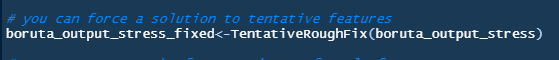 # you can force a solution to tentative features
boruta_output_stress_fixed<-TentativeRoughFix(boruta_output_stress)